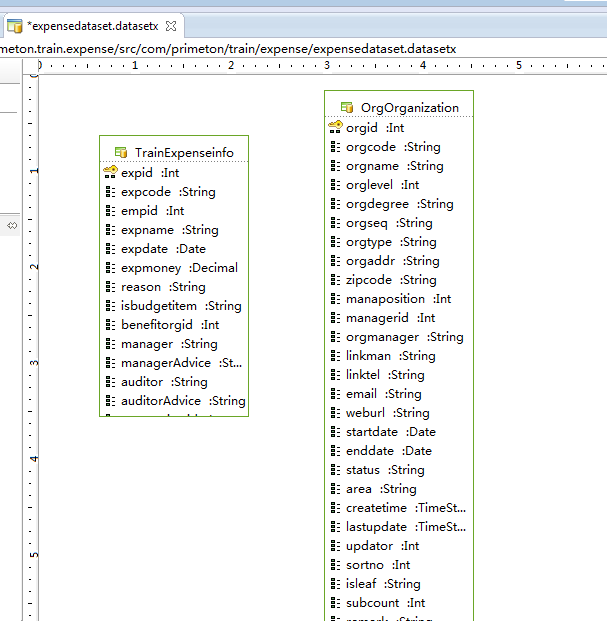 *expensedataset.datasetx
meton.train.expense/src/com/primeton/train/expense/expensedataset.datasetx
0 1 2 3 4 5
0
1
2
3
4
5
TrainExpenseinfo
expid :Int
expcode :String
empid :Int
expname :String
expdate :Date
expmoney :Decimal
reason :String
isbudgetitem :String
benefitorgid :Int
manager :String
managerAdvice :St...
auditor :String
auditorAdvice :String
OrgOrganization
orgid :Int
orgcode :String
orgname :String
orglevel :Int
orgdegree :String
orgseq :String
orgtype :String
orgaddr :String
zipcode :String
manaposition :Int
managerid :Int
orgmanager :String
linkman :String
linktel :String
email :String
weburl :String
startdate :Date
enddate :Date
status :String
area :String
createtime :TimeSt...
lastupdate :TimeSt...
updator :Int
sortno :Int
isleaf :String
subcount :Int
remark :String